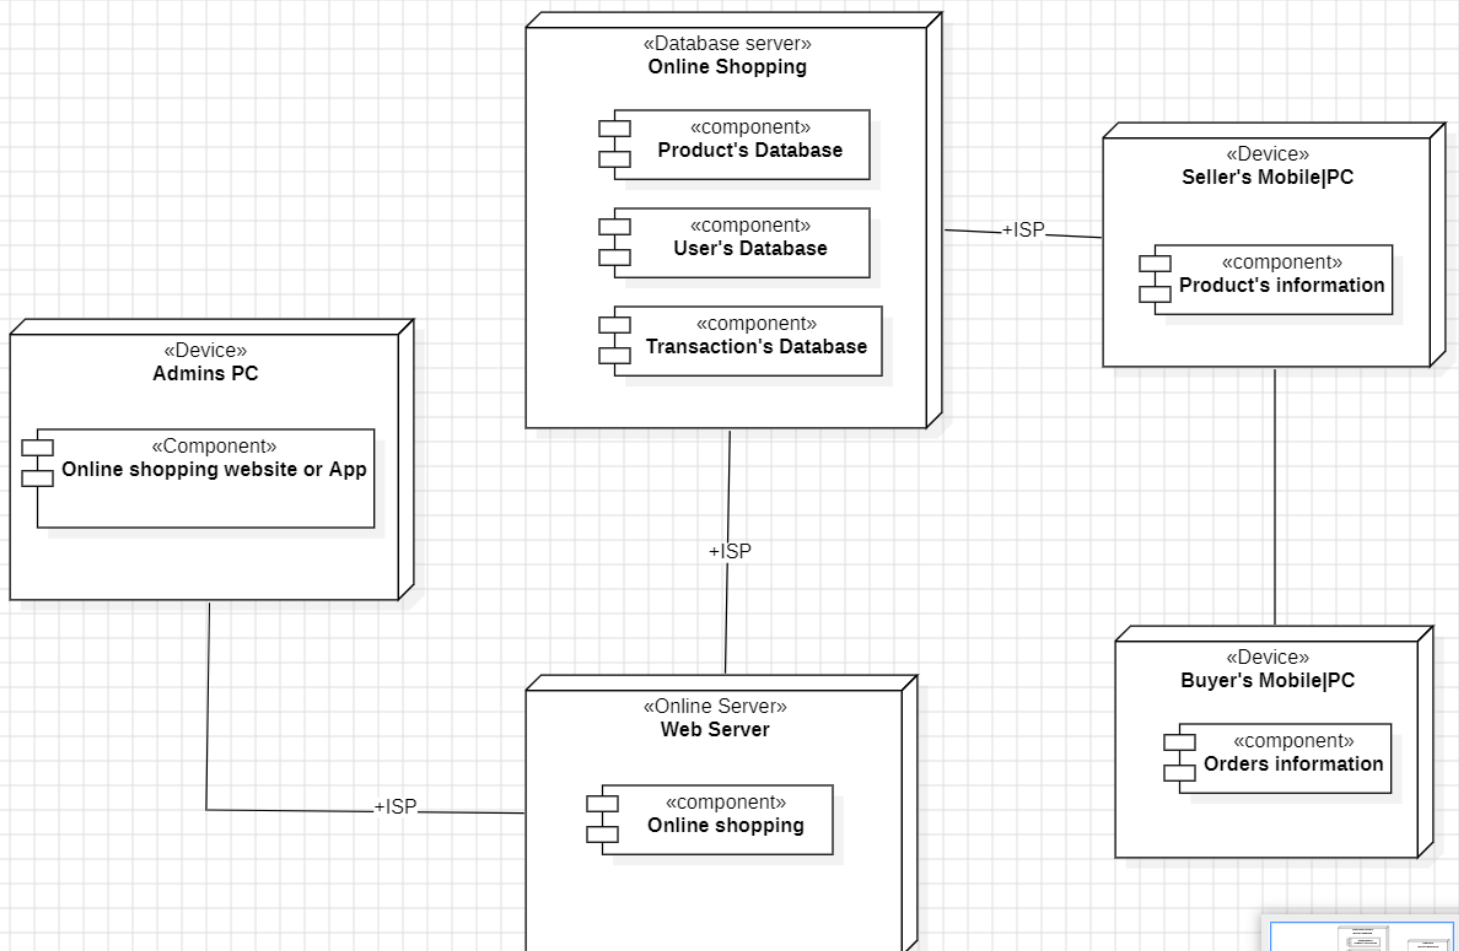 «Database server»
Online Shopping
«component»
Product's Database
«component»
User's Database
«component»
Transaction's Database
+ISP
«Device»
Seller's Mobile|PC
«component»
Product's information
«Device»
Admins PC
«Component»
Online shopping website or App
+ISP
«Online Server»
Web Server
«component»
Online shopping
+ISP
«Device»
Buyer's Mobile|PC
«component»
Orders information